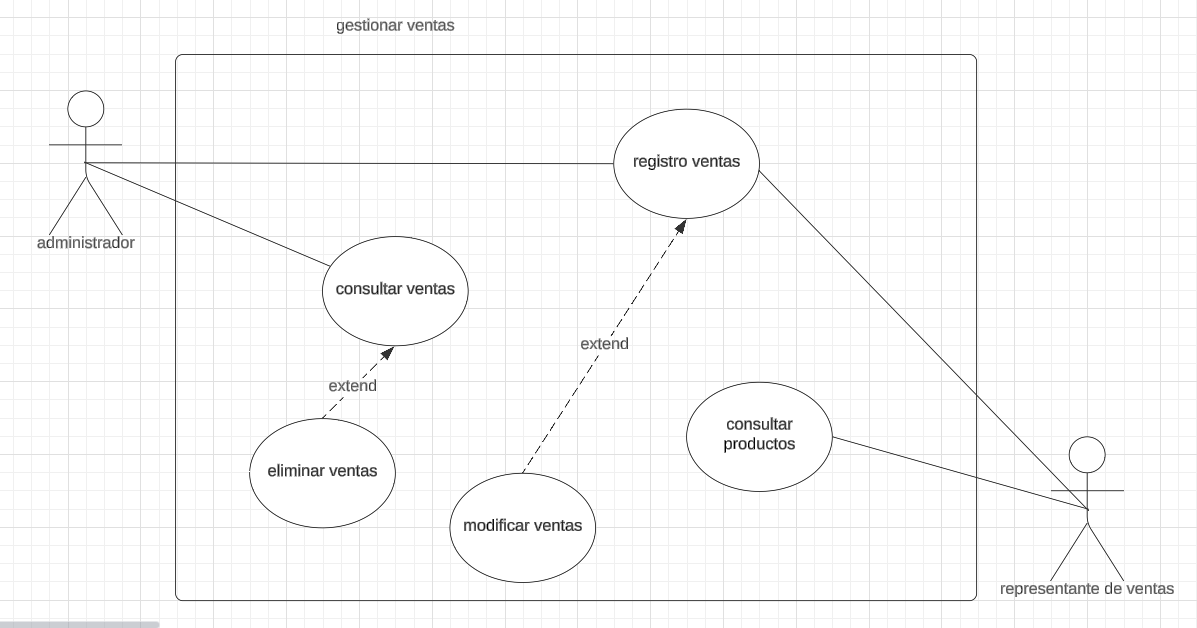 gestionar ventas
registro ventas
administrador
consultar ventas
extend
extend
consultar
productos
eliminar ventas
modificar ventas
representante de ventas